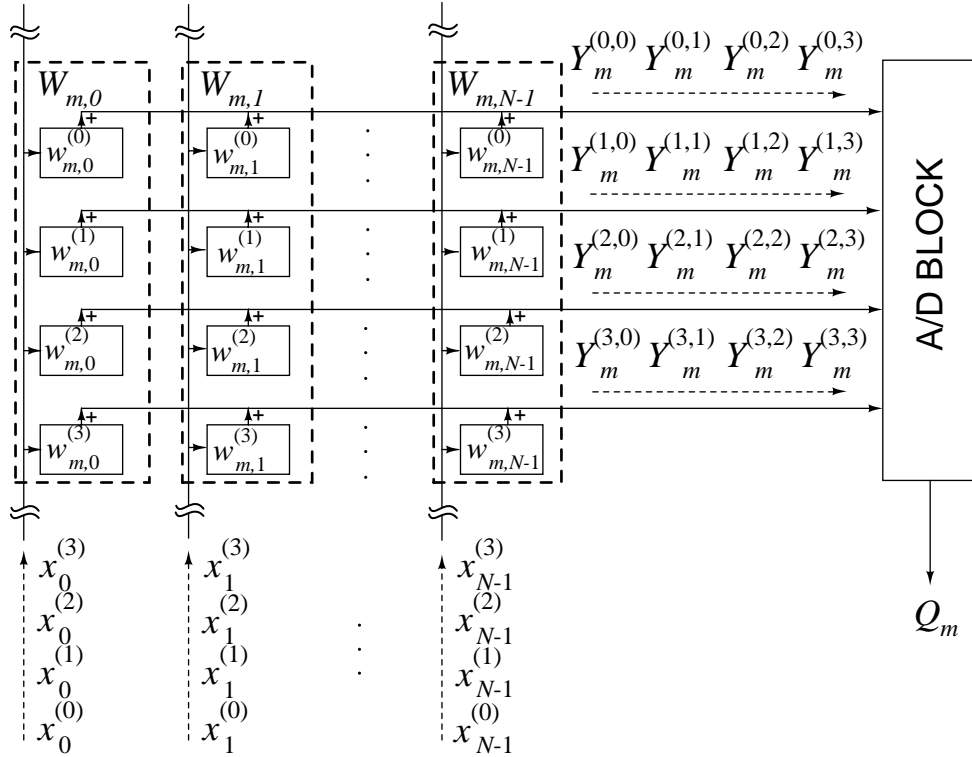 W_{m,0} W_{m,1} W_{m,N-1} Y_m^{(0,0)} Y_m^{(0,1)} Y_m^{(0,2)} Y_m^{(0,3)}
+ + +
w_{m,0}^{(0)} w_{m,1}^{(0)} w_{m,N-1}^{(0)} Y_m^{(1,0)} Y_m^{(1,1)} Y_m^{(1,2)} Y_m^{(1,3)}
+ + +
w_{m,0}^{(1)} w_{m,1}^{(1)} w_{m,N-1}^{(1)} Y_m^{(2,0)} Y_m^{(2,1)} Y_m^{(2,2)} Y_m^{(2,3)}
+ + +
w_{m,0}^{(2)} w_{m,1}^{(2)} w_{m,N-1}^{(2)} Y_m^{(3,0)} Y_m^{(3,1)} Y_m^{(3,2)} Y_m^{(3,3)}
+ + +
w_{m,0}^{(3)} w_{m,1}^{(3)} w_{m,N-1}^{(3)}
A/D BLOCK
x_0^{(3)} x_1^{(3)} x_{N-1}^{(3)}
x_0^{(2)} x_1^{(2)} x_{N-1}^{(2)} Q_m
x_0^{(1)} x_1^{(1)} x_{N-1}^{(1)}
x_0^{(0)} x_1^{(0)} x_{N-1}^{(0)}